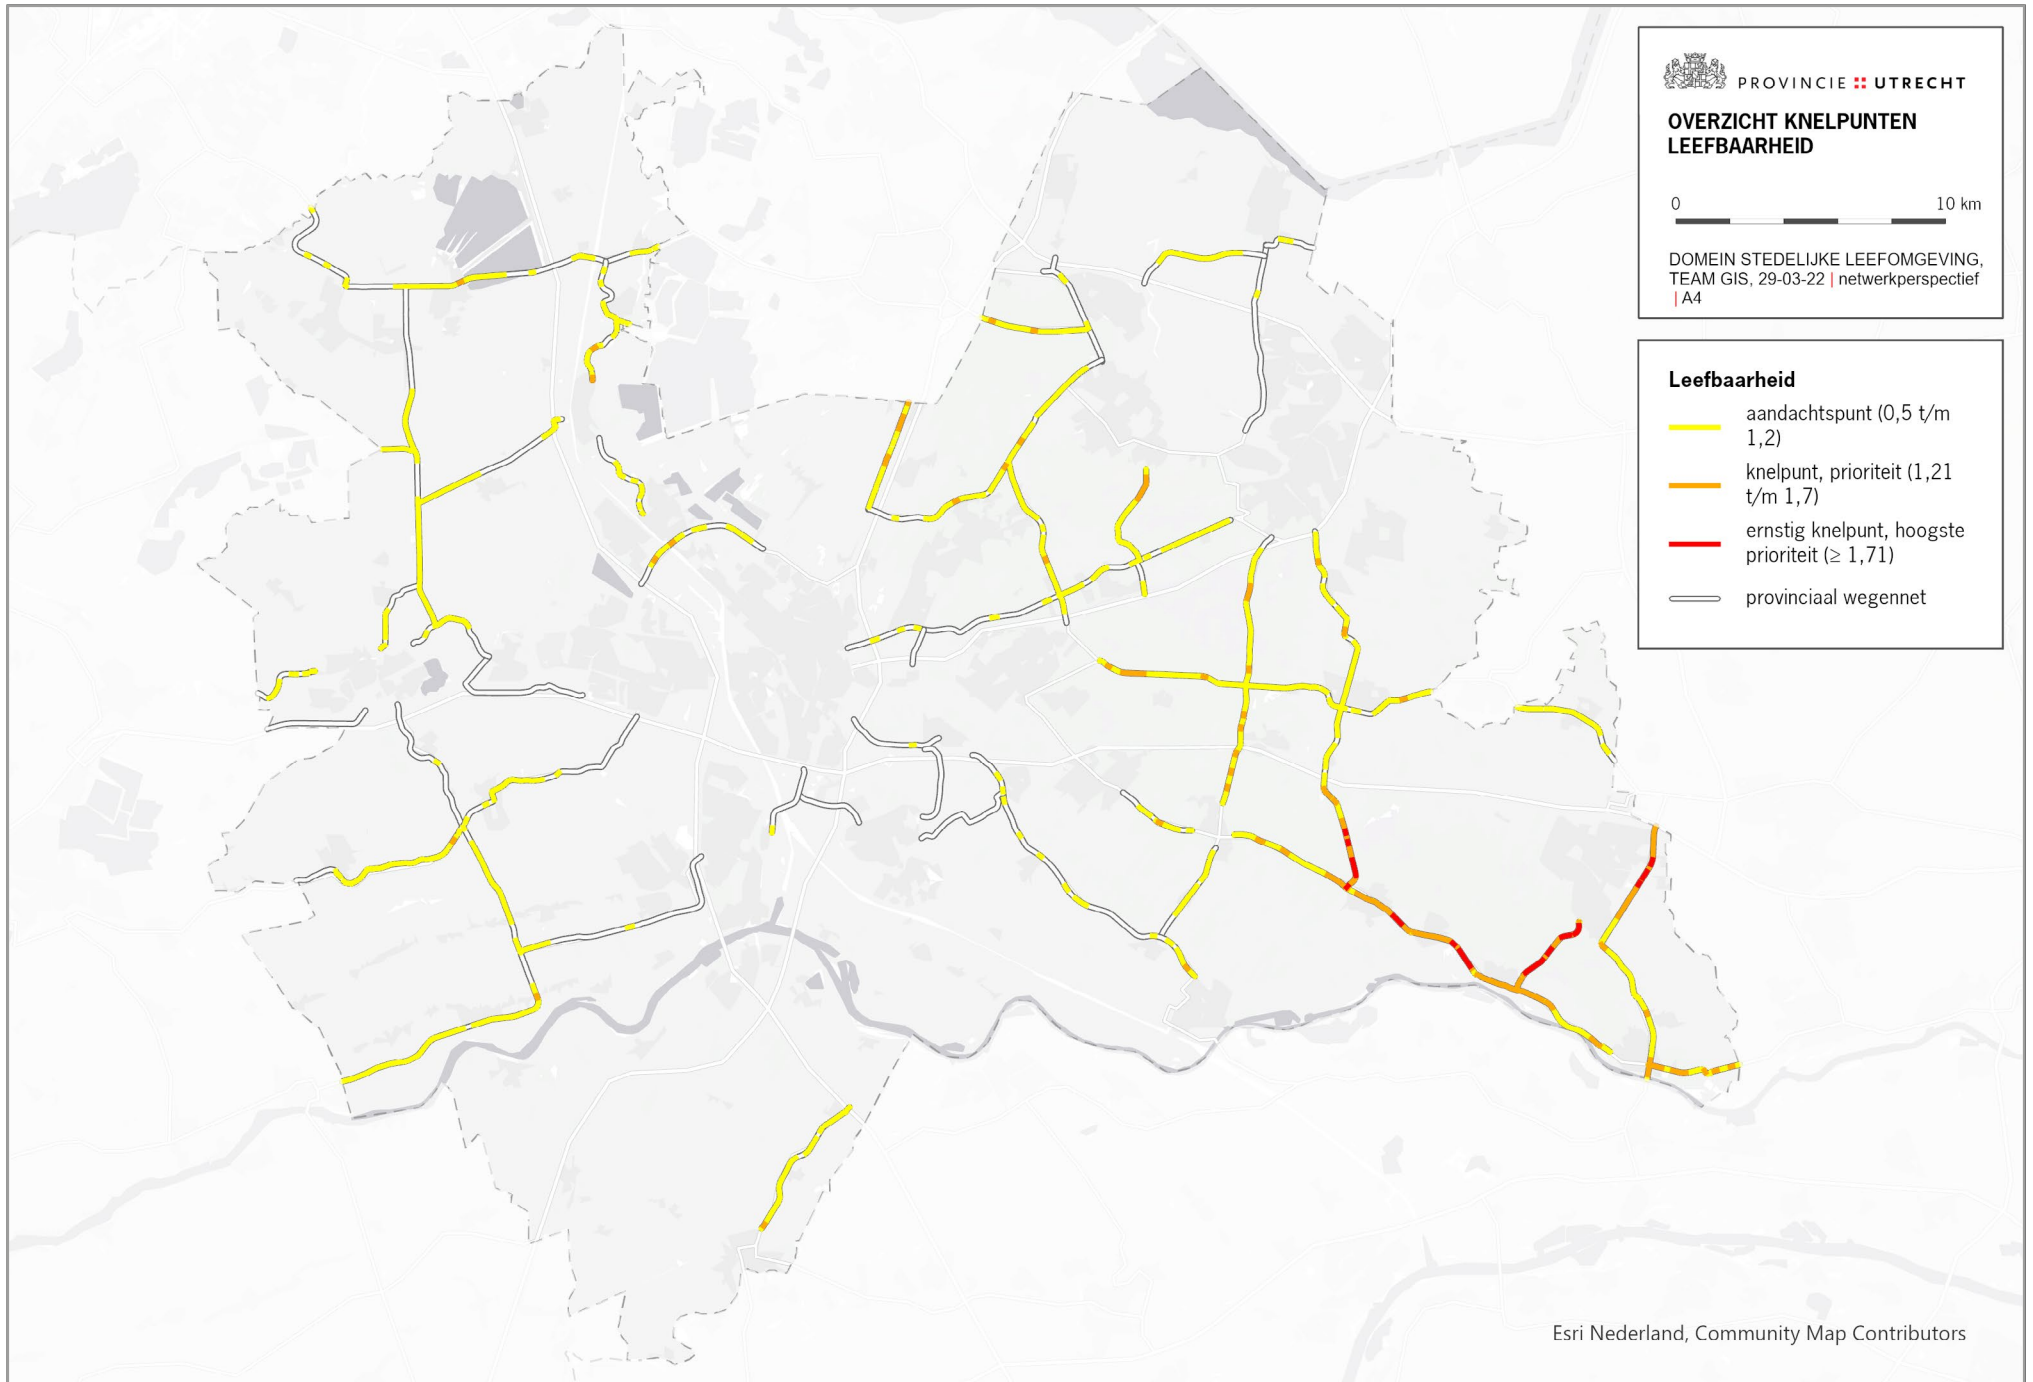 PROVINCIE :: UTRECHT
OVERZICHT KNELPUNTEN
LEEFBAARHEID
0 10 km
DOMEIN STEDELIJKE LEEFOMGEVING,
TEAM GIS, 29-03-22 | netwerkperspectief
| A4
Leefbaarheid
aandachtspunt (0,5 t/m
1,2)
knelpunt, prioriteit (1,21
t/m 1,7)
ernstig knelpunt, hoogste
prioriteit (≥ 1,71)
provinciaal wegennet
Esri Nederland, Community Map Contributors